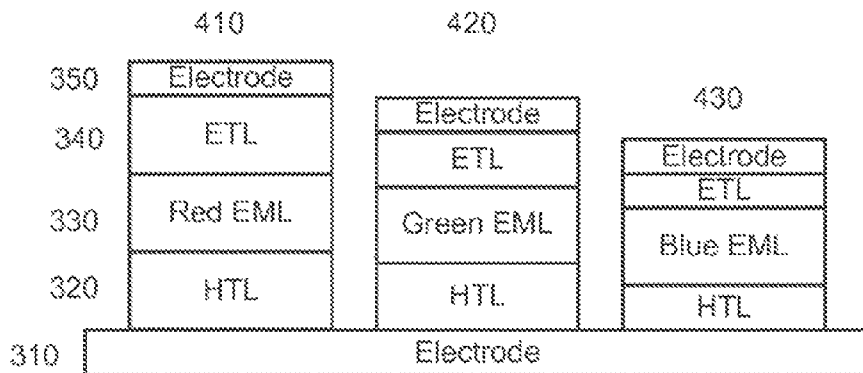 410
420
430
350
Electrode
Electrode
Electrode
340
ETL
ETL
ETL
330
Red EML
Green EML
Blue EML
320
HTL
HTL
HTL
310
Electrode